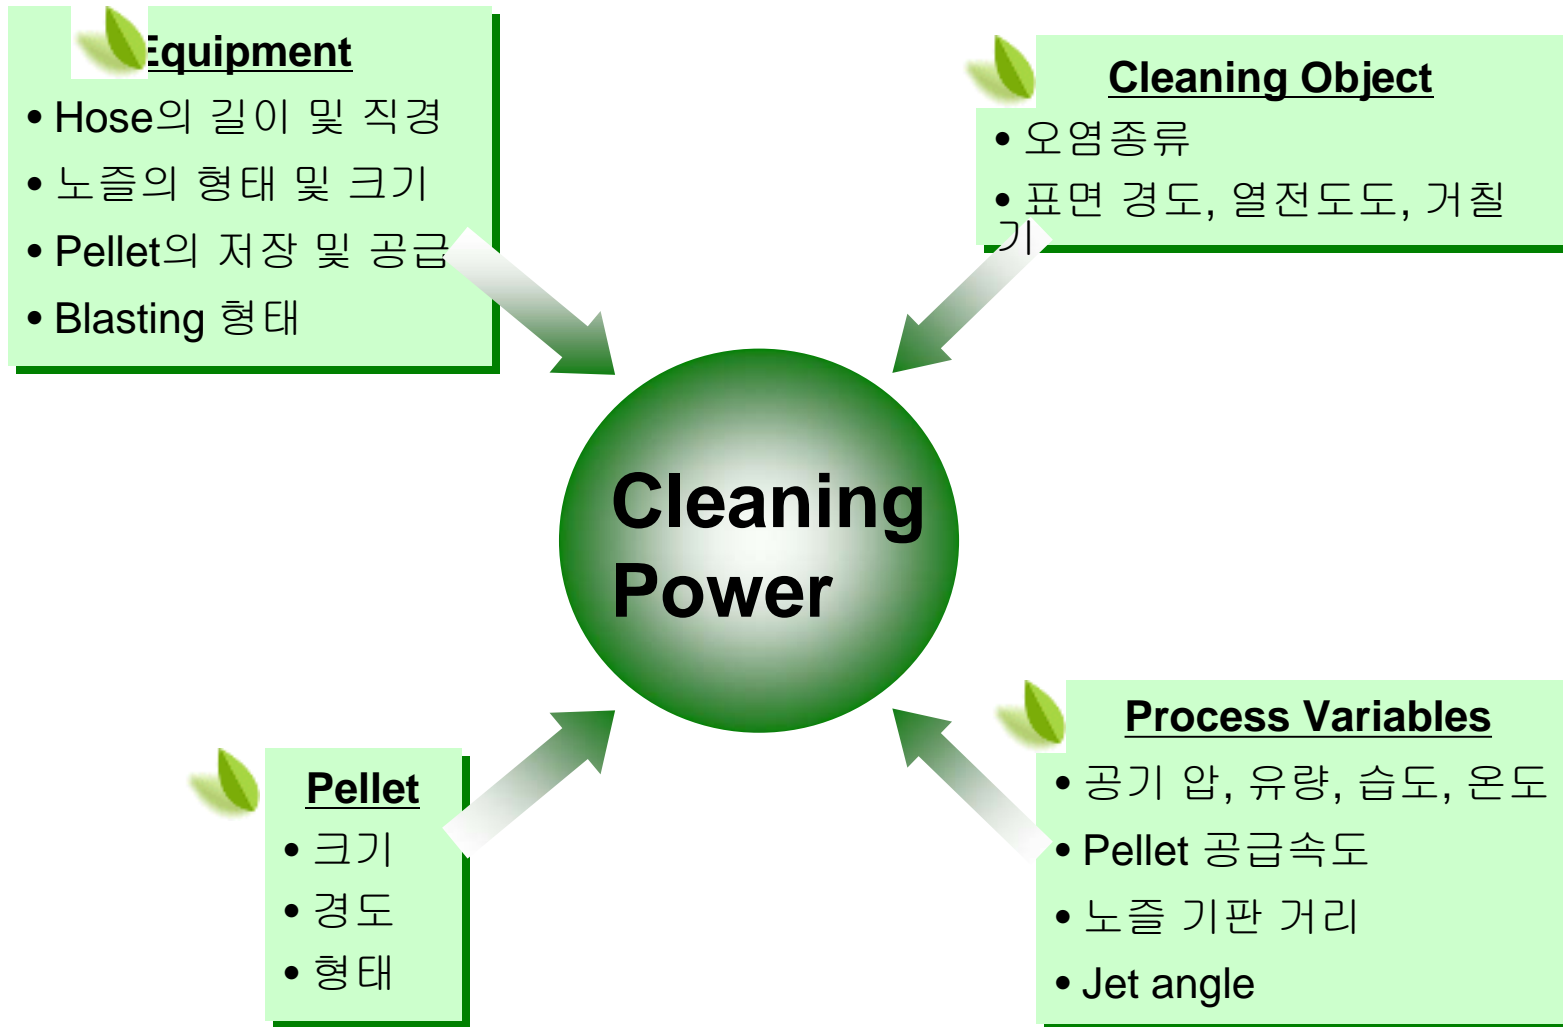 Equipment
• Hose의 길이 및 직경
• 노즐의 형태 및 크기
• Pellet의 저장 및 공급
• Blasting 형태
Cleaning Object
• 오염종류
• 표면 경도, 열전도도, 거칠
기
Cleaning
Power
Pellet
• 크기
• 경도
• 형태
Process Variables
• 공기 압, 유량, 습도, 온도
• Pellet 공급속도
• 노즐 기판 거리
• Jet angle